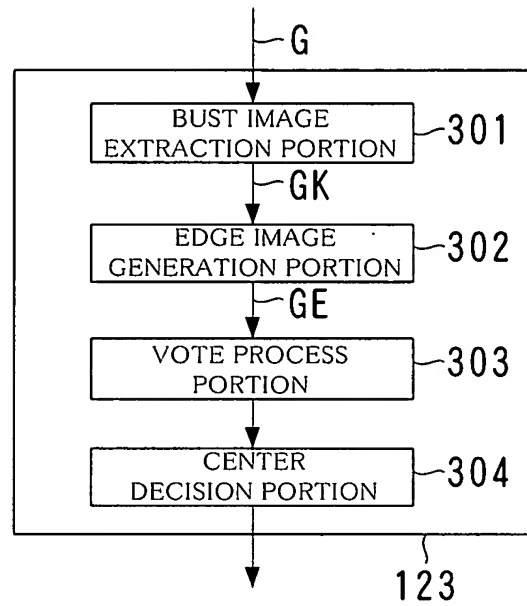 G
BUST IMAGE
EXTRACTION PORTION
301
GK
EDGE IMAGE
GENERATION PORTION
302
GE
VOTE PROCESS
PORTION
303
CENTER
DECISION PORTION
304
123